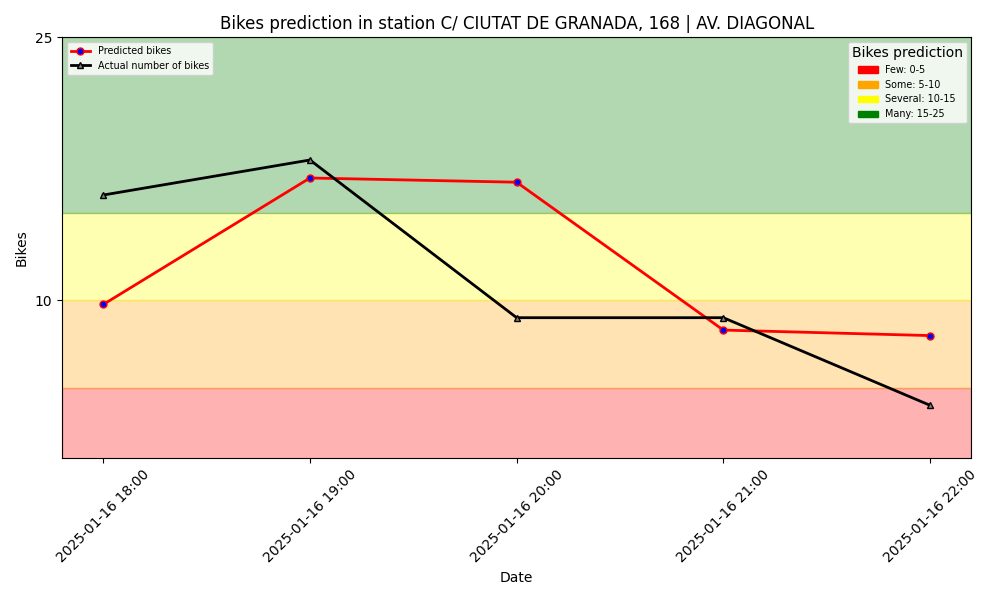 Bikes prediction in station C/ CIUTAT DE GRANADA, 168 | AV. DIAGONAL
25
10
Bikes
Predicted bikes
Actual number of bikes
Bikes prediction
Few: 0-5
Some: 5-10
Several: 10-15
Many: 15-25
2025-01-16 18:00
2025-01-16 19:00
2025-01-16 20:00
2025-01-16 21:00
2025-01-16 22:00
Date